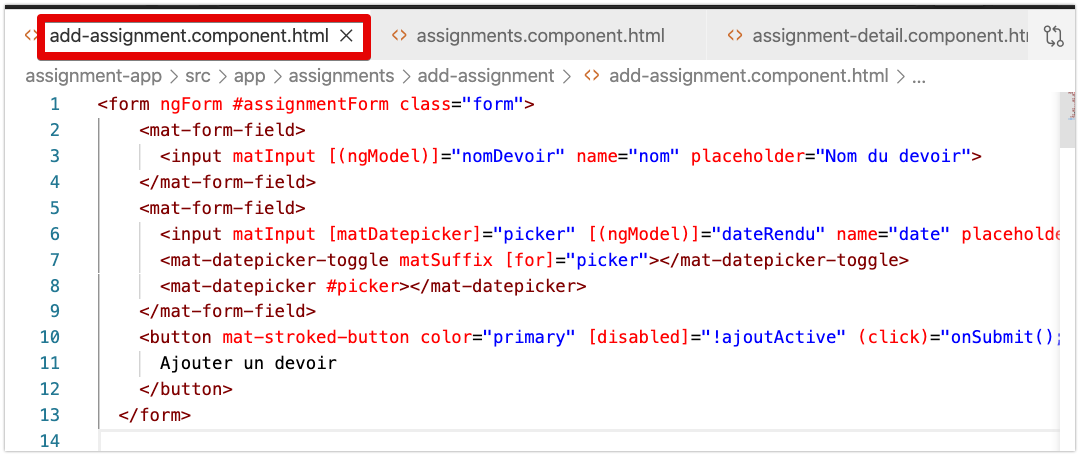 <> add-assignment.component.html × <> assignments.component.html <> assignment-detail.component.htm
assignment-app > src > app > assignments > add-assignment > <> add-assignment.component.html > ...
1 <form ngForm #assignmentForm class="form">
2 <mat-form-field>
3 <input matInput [(ngModel)]="nomDevoir" name="nom" placeholder="Nom du devoir">
4 </mat-form-field>
5 <mat-form-field>
6 <input matInput [matDatepicker]="picker" [(ngModel)]="dateRendu" name="date" placeholde
7 <mat-datepicker-toggle matSuffix [for]="picker"></mat-datepicker-toggle>
8 <mat-datepicker #picker></mat-datepicker>
9 </mat-form-field>
10 <button mat-stroked-button color="primary" [disabled]="!ajoutActive" (click)="onSubmit();
11 Ajouter un devoir
12 </button>
13 </form>
14